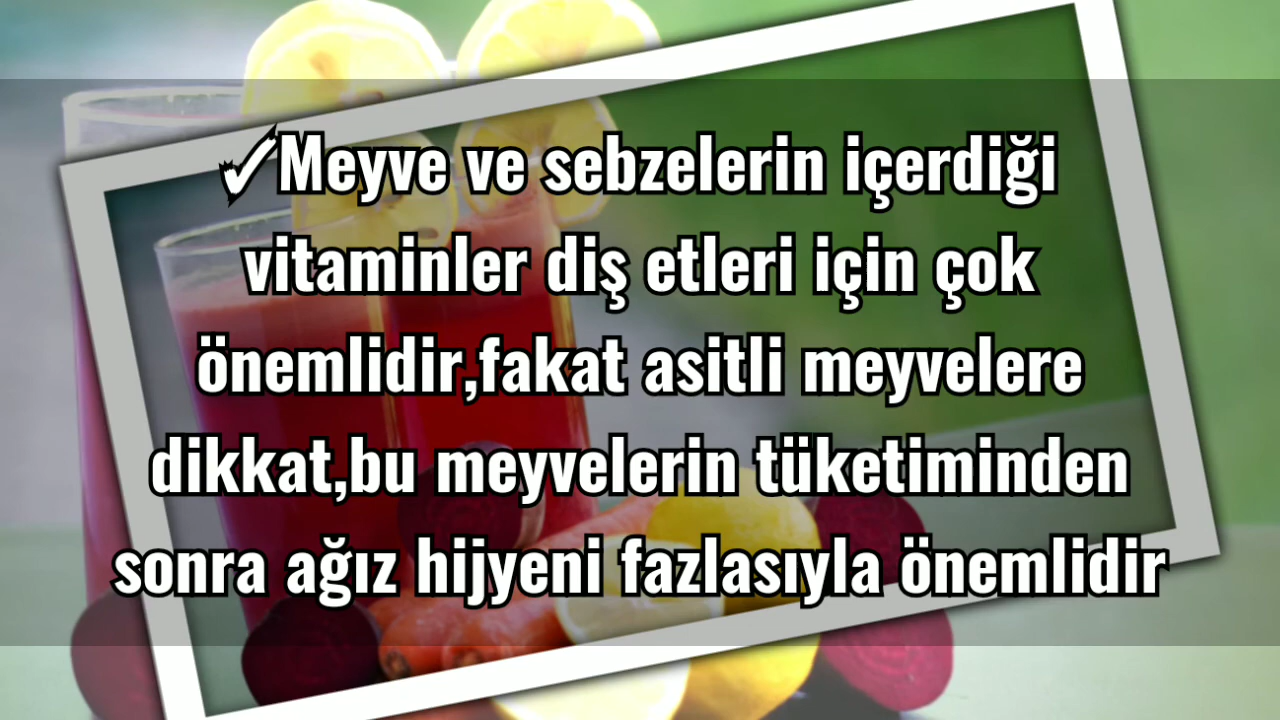 ✓Meyve ve sebzelerin içerdiği
vitaminler diş etleri için çok
önemlidir,fakat asitli meyvelere
dikkat,bu meyvelerin tüketiminden
sonra ağız hijyeni fazlasıyla önemlidir